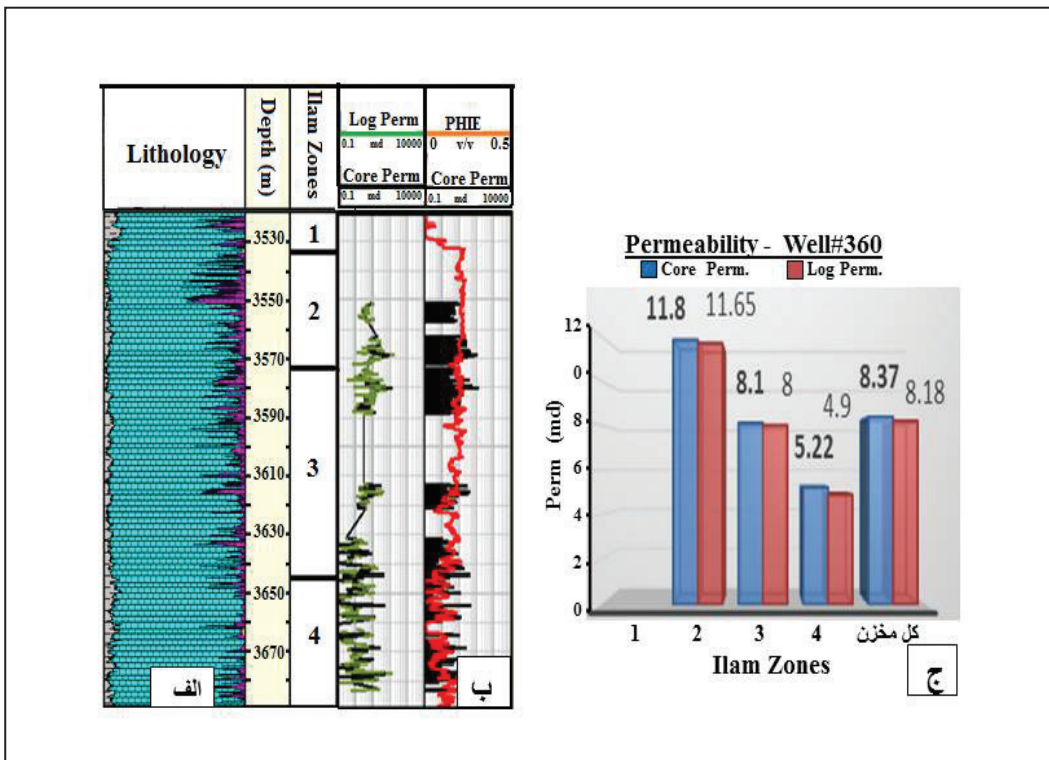 Lithology
Depth (m)
Ilam Zones
Log Perm
0.1 md 10000
Core Perm
0.1 md 10000
PHIE
0 v/v 0.5
Core Perm
0.1 md 10000
3530
3550
3570
3590
3610
3630
3650
3670
1
2
3
4
الف
ب
Permeability - Well#360
Core Perm. Log Perm.
11.8 11.65
8.1 8
5.22 4.9
8.37 8.18
Perm (md)
12
0
8
6
4
2
0
1 2 3 4 کل مخزن
Ilam Zones
ج